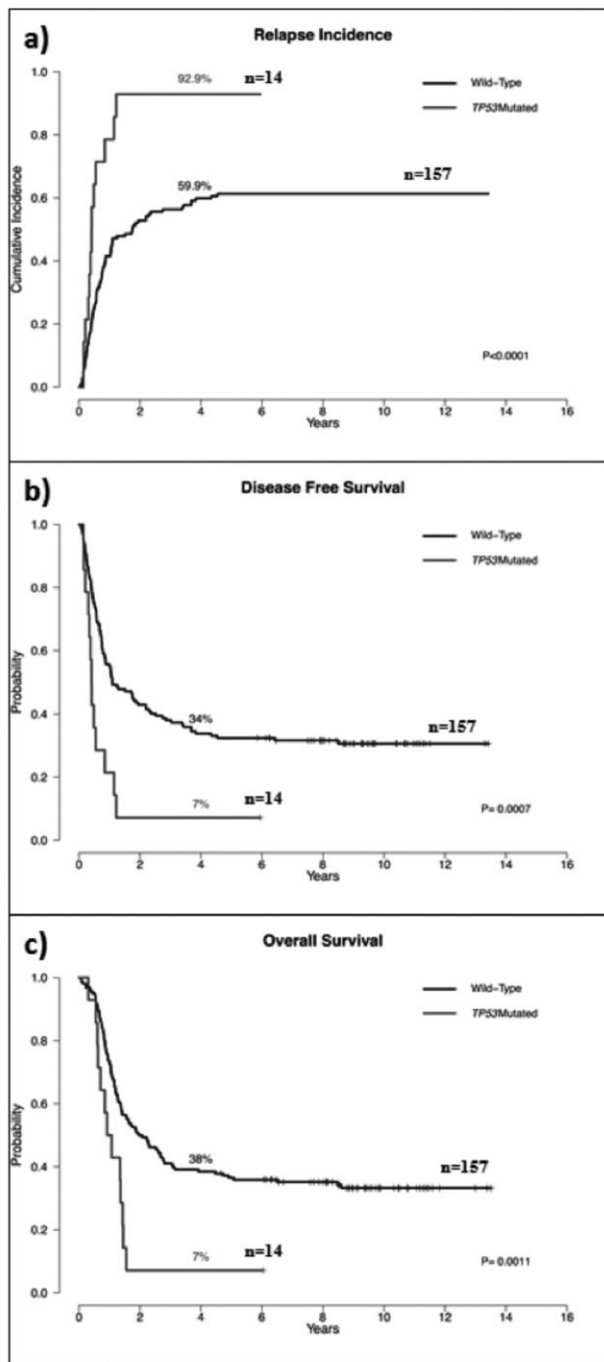 a)
Relapse Incidence
92.9%
n=14
Wild-Type
TP53Mutated
59.9%
n=157
P<0.0001
Cumulative Incidence
1.0
0.8
0.6
0.4
0.2
0.0
0 2 4 6 8 10 12 14 16
Years
b)
Disease Free Survival
Wild-Type
TP53Mutated
34%
n=157
7%
n=14
P= 0.0007
Probability
1.0
0.8
0.6
0.4
0.2
0.0
0 2 4 6 8 10 12 14 16
Years
c)
Overall Survival
Wild-Type
TP53Mutated
38%
n=157
7%
n=14
P= 0.0011
Probability
1.0
0.8
0.6
0.4
0.2
0.0
0 2 4 6 8 10 12 14 16
Years